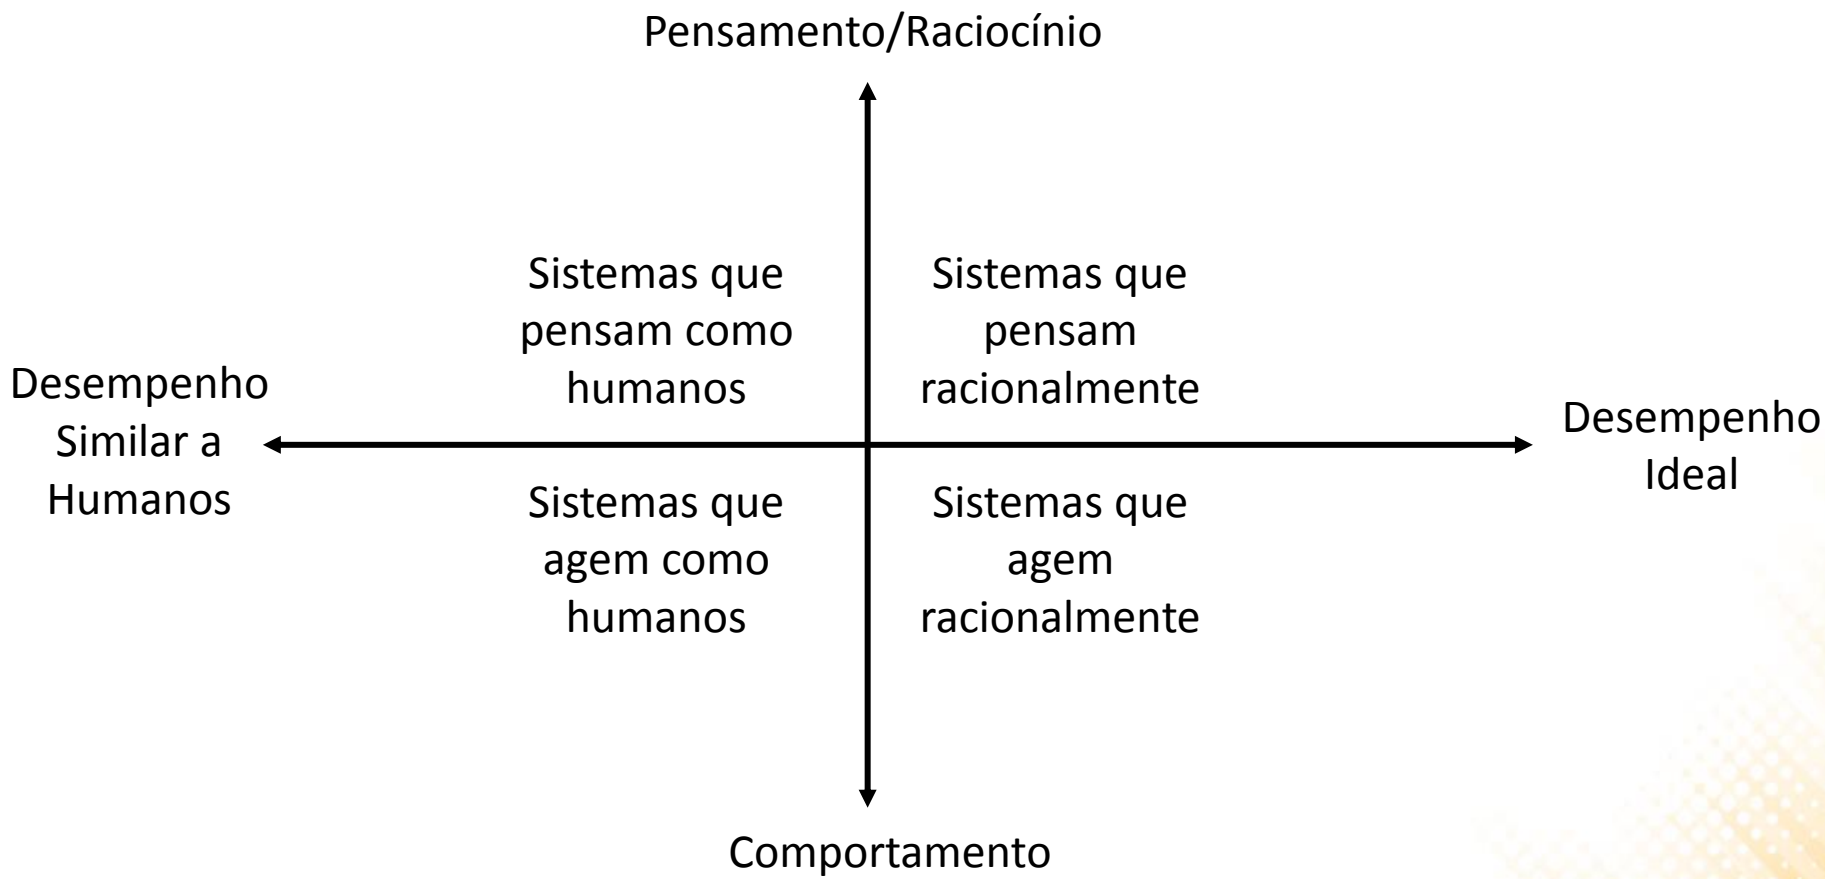 Pensamento/Raciocínio
Sistemas que
pensam como
humanos
Sistemas que
pensam
racionalmente
Desempenho
Similar a
Humanos
Desempenho
Ideal
Sistemas que
agem como
humanos
Sistemas que
agem
racionalmente
Comportamento